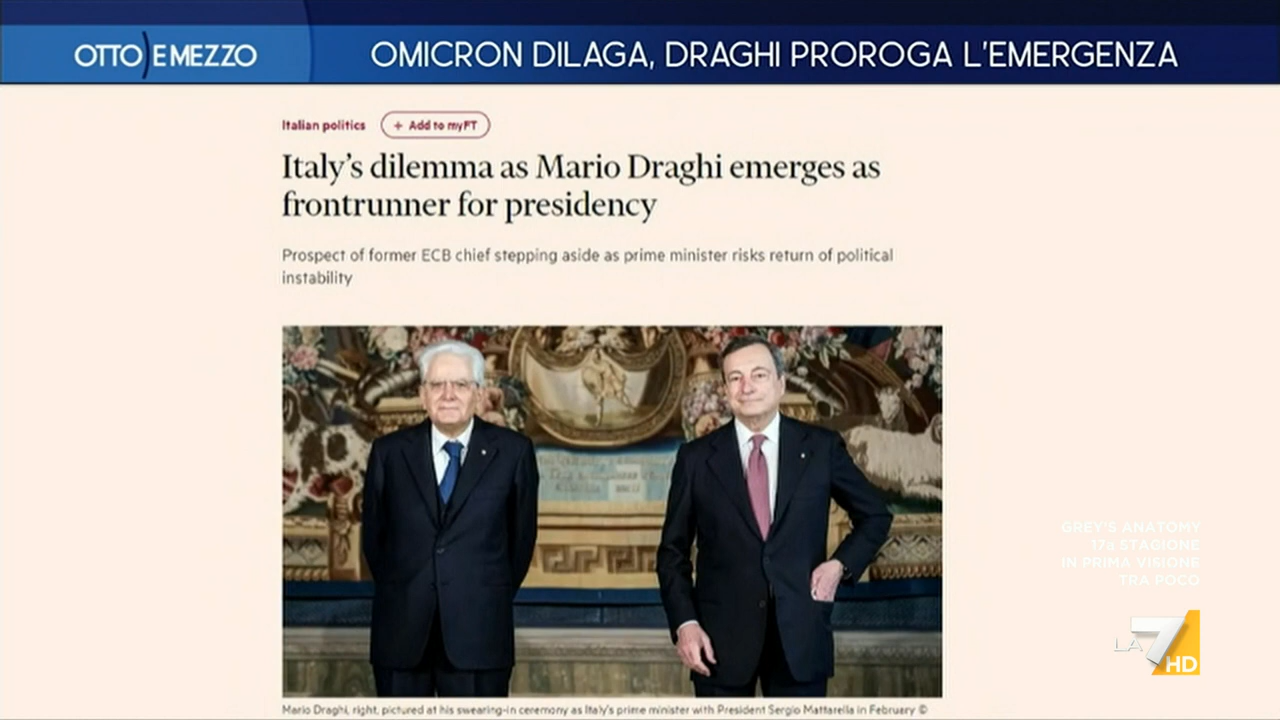 OTTO E MEZZO
OMICRON DILAGA, DRAGHI PROROGA L'EMERGENZA
Italian politics
+ Add to myFT
Italy's dilemma as Mario Draghi emerges as
frontrunner for presidency
Prospect of former ECB chief stepping aside as prime minister risks return of political
instability
GREY'S ANATOMY
17a STAGIONE
IN PRIMA VISIONE
TRA POCO
LA 7 HD
Mario Draghi, right, pictured at his swearing-in ceremony as Italy's prime minister with President Sergio Mattarella in February ©